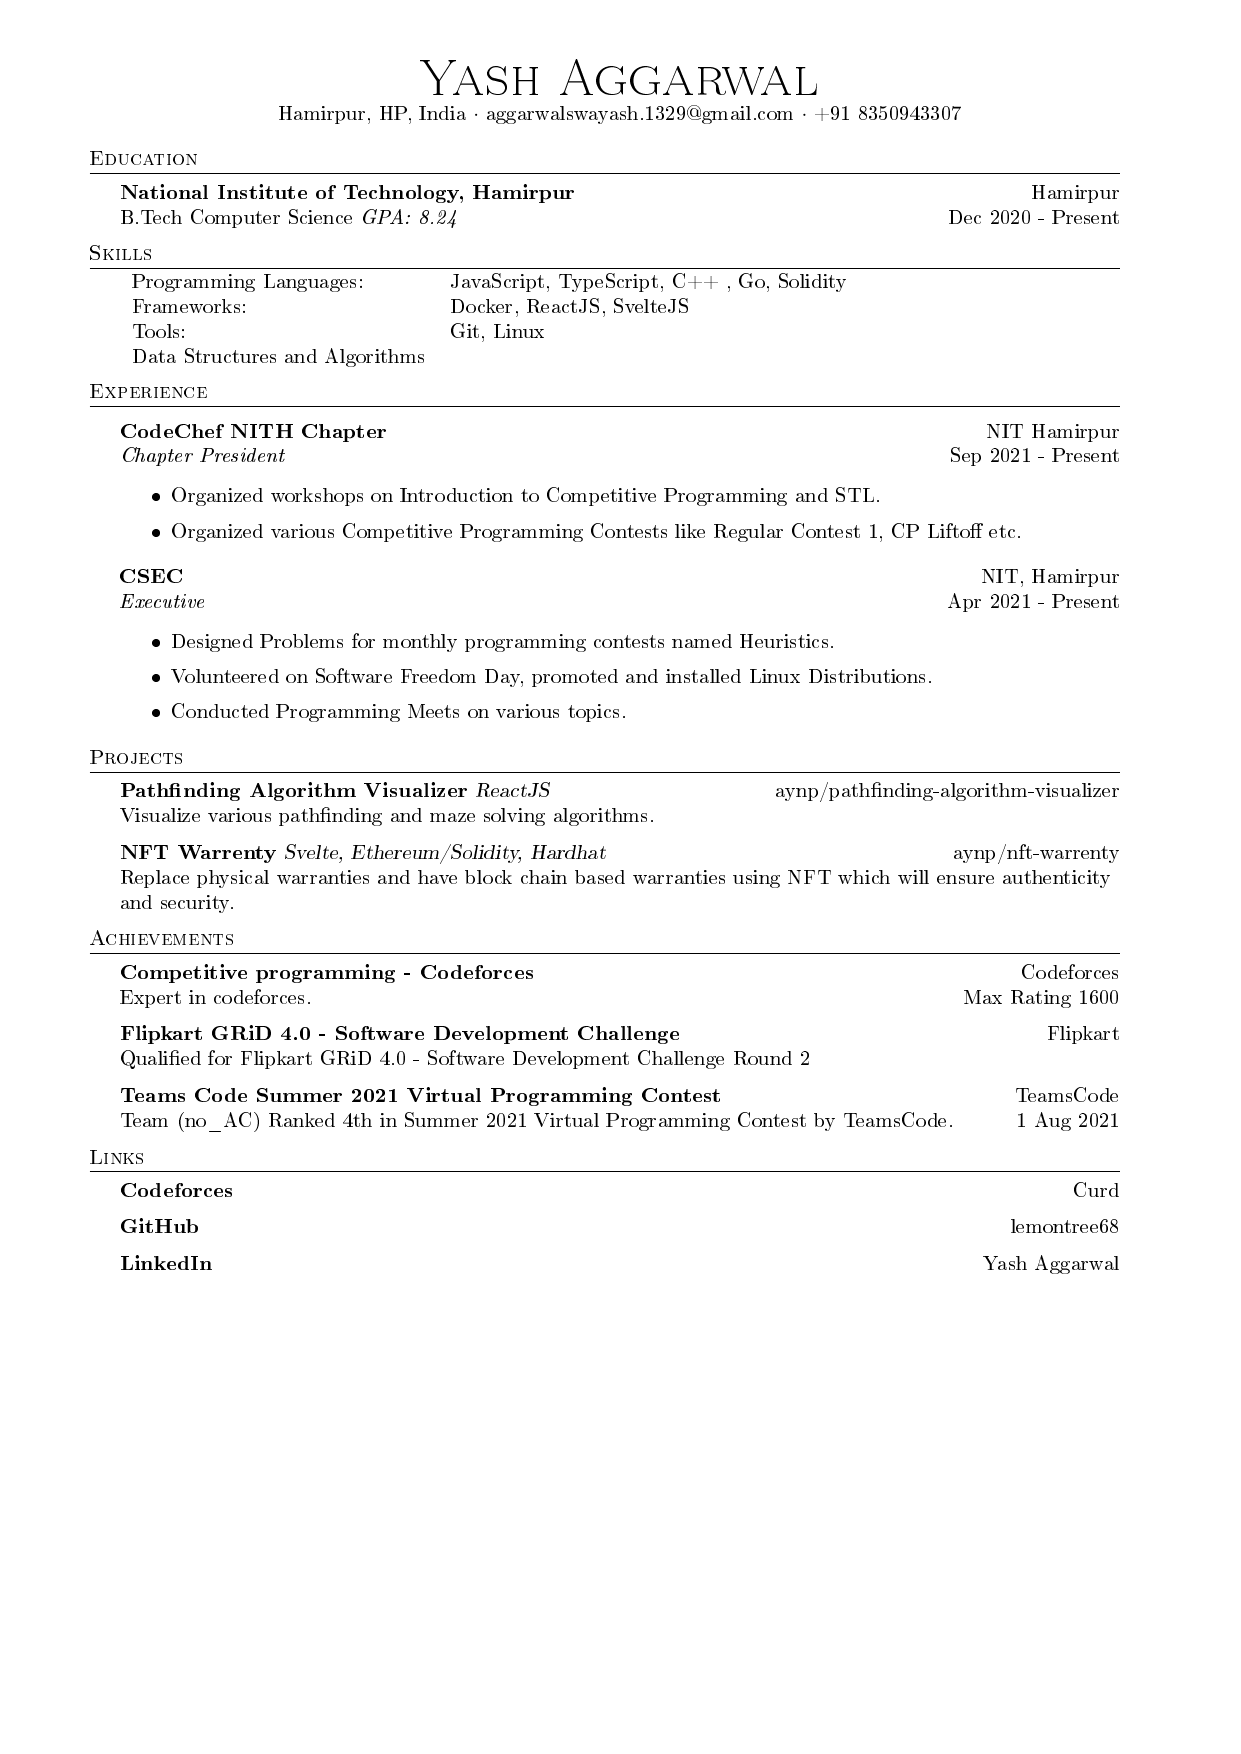 Yash Aggarwal
Hamirpur, HP, India · aggarwalswayash.1329@gmail.com · +91 8350943307
Education
National Institute of Technology, Hamirpur Hamirpur
B.Tech Computer Science GPA: 8.24 Dec 2020 - Present
Skills
Programming Languages: JavaScript, TypeScript, C++ , Go, Solidity
Frameworks: Docker, ReactJS, SvelteJS
Tools: Git, Linux
Data Structures and Algorithms
Experience
CodeChef NITH Chapter NIT Hamirpur
Chapter President Sep 2021 - Present
• Organized workshops on Introduction to Competitive Programming and STL.
• Organized various Competitive Programming Contests like Regular Contest 1, CP Liftoff etc.
CSEC NIT, Hamirpur
Executive Apr 2021 - Present
• Designed Problems for monthly programming contests named Heuristics.
• Volunteered on Software Freedom Day, promoted and installed Linux Distributions.
• Conducted Programming Meets on various topics.
Projects
Pathfinding Algorithm Visualizer ReactJS aynp/pathfinding-algorithm-visualizer
Visualize various pathfinding and maze solving algorithms.
NFT Warrenty Svelte, Ethereum/Solidity, Hardhat aynp/nft-warrenty
Replace physical warranties and have block chain based warranties using NFT which will ensure authenticity
and security.
Achievements
Competitive programming - Codeforces Codeforces
Expert in codeforces. Max Rating 1600
Flipkart GRiD 4.0 - Software Development Challenge Flipkart
Qualified for Flipkart GRiD 4.0 - Software Development Challenge Round 2
Teams Code Summer 2021 Virtual Programming Contest TeamsCode
Team (no_AC) Ranked 4th in Summer 2021 Virtual Programming Contest by TeamsCode. 1 Aug 2021
Links
Codeforces Curd
GitHub lemontree68
LinkedIn Yash Aggarwal